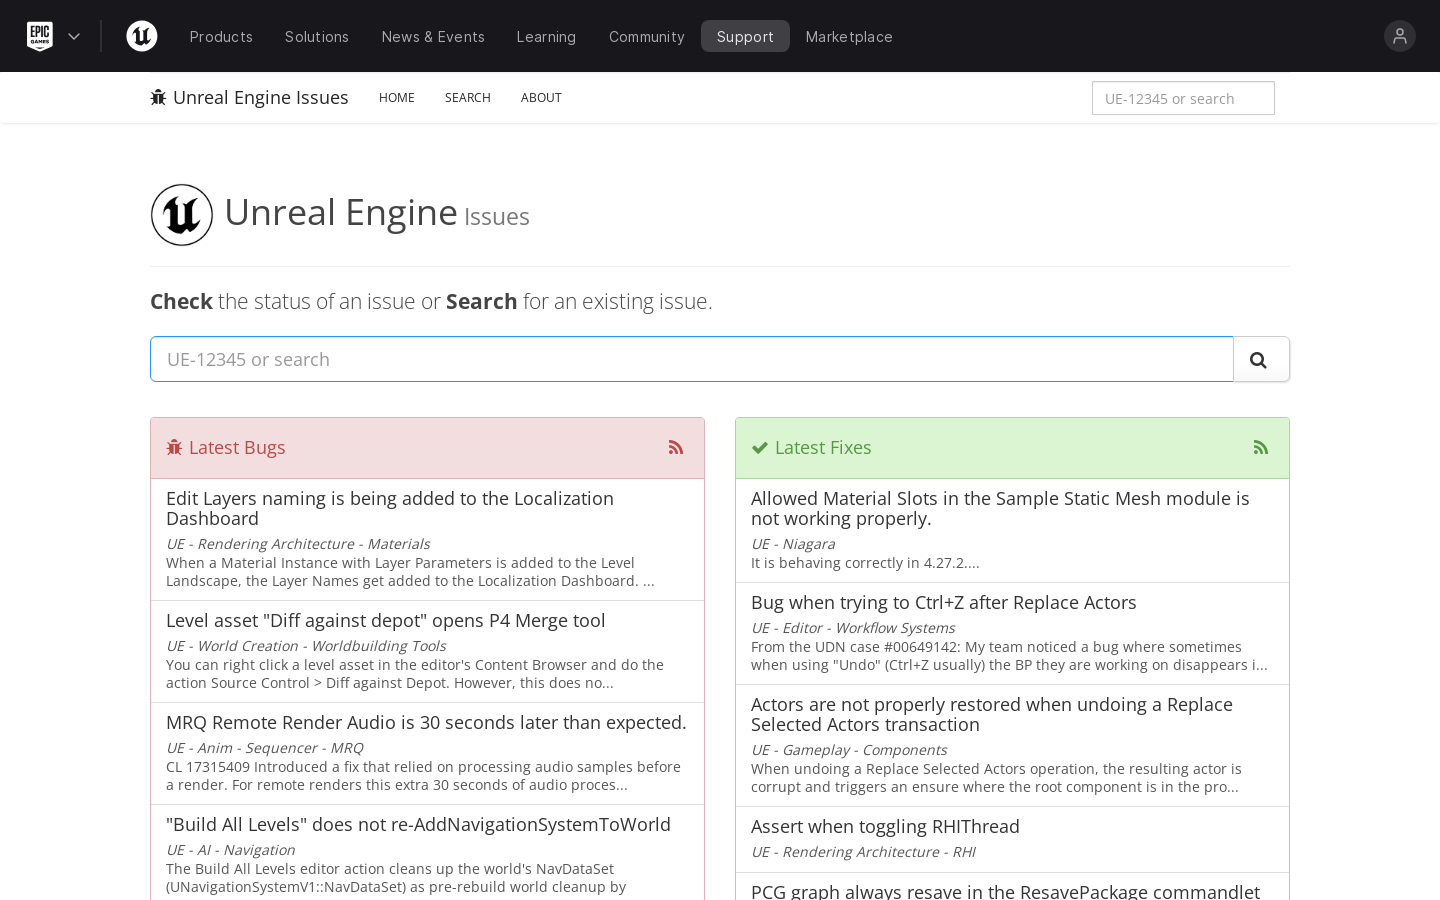 EPIC
GAMES
Products
Solutions
News & Events
Learning
Community
Support
Marketplace
Unreal Engine Issues
HOME
SEARCH
ABOUT
UE-12345 or search
Unreal Engine Issues
Check the status of an issue or Search for an existing issue.
UE-12345 or search
Latest Bugs
Edit Layers naming is being added to the Localization
Dashboard
UE - Rendering Architecture - Materials
When a Material Instance with Layer Parameters is added to the Level
Landscape, the Layer Names get added to the Localization Dashboard. ...
Level asset "Diff against depot" opens P4 Merge tool
UE - World Creation - Worldbuilding Tools
You can right click a level asset in the editor's Content Browser and do the
action Source Control > Diff against Depot. However, this does no...
MRQ Remote Render Audio is 30 seconds later than expected.
UE - Anim - Sequencer - MRQ
CL 17315409 Introduced a fix that relied on processing audio samples before
a render. For remote renders this extra 30 seconds of audio proces...
"Build All Levels" does not re-AddNavigationSystemToWorld
UE - AI - Navigation
The Build All Levels editor action cleans up the world's NavDataSet
(UNavigationSystemV1::NavDataSet) as pre-rebuild world cleanup by
Latest Fixes
Allowed Material Slots in the Sample Static Mesh module is
not working properly.
UE - Niagara
It is behaving correctly in 4.27.2....
Bug when trying to Ctrl+Z after Replace Actors
UE - Editor - Workflow Systems
From the UDN case #00649142: My team noticed a bug where sometimes
when using "Undo" (Ctrl+Z usually) the BP they are working on disappears i...
Actors are not properly restored when undoing a Replace
Selected Actors transaction
UE - Gameplay - Components
When undoing a Replace Selected Actors operation, the resulting actor is
corrupt and triggers an ensure where the root component is in the pro...
Assert when toggling RHIThread
UE - Rendering Architecture - RHI
PCG graph always resave in the ResavePackage commandlet